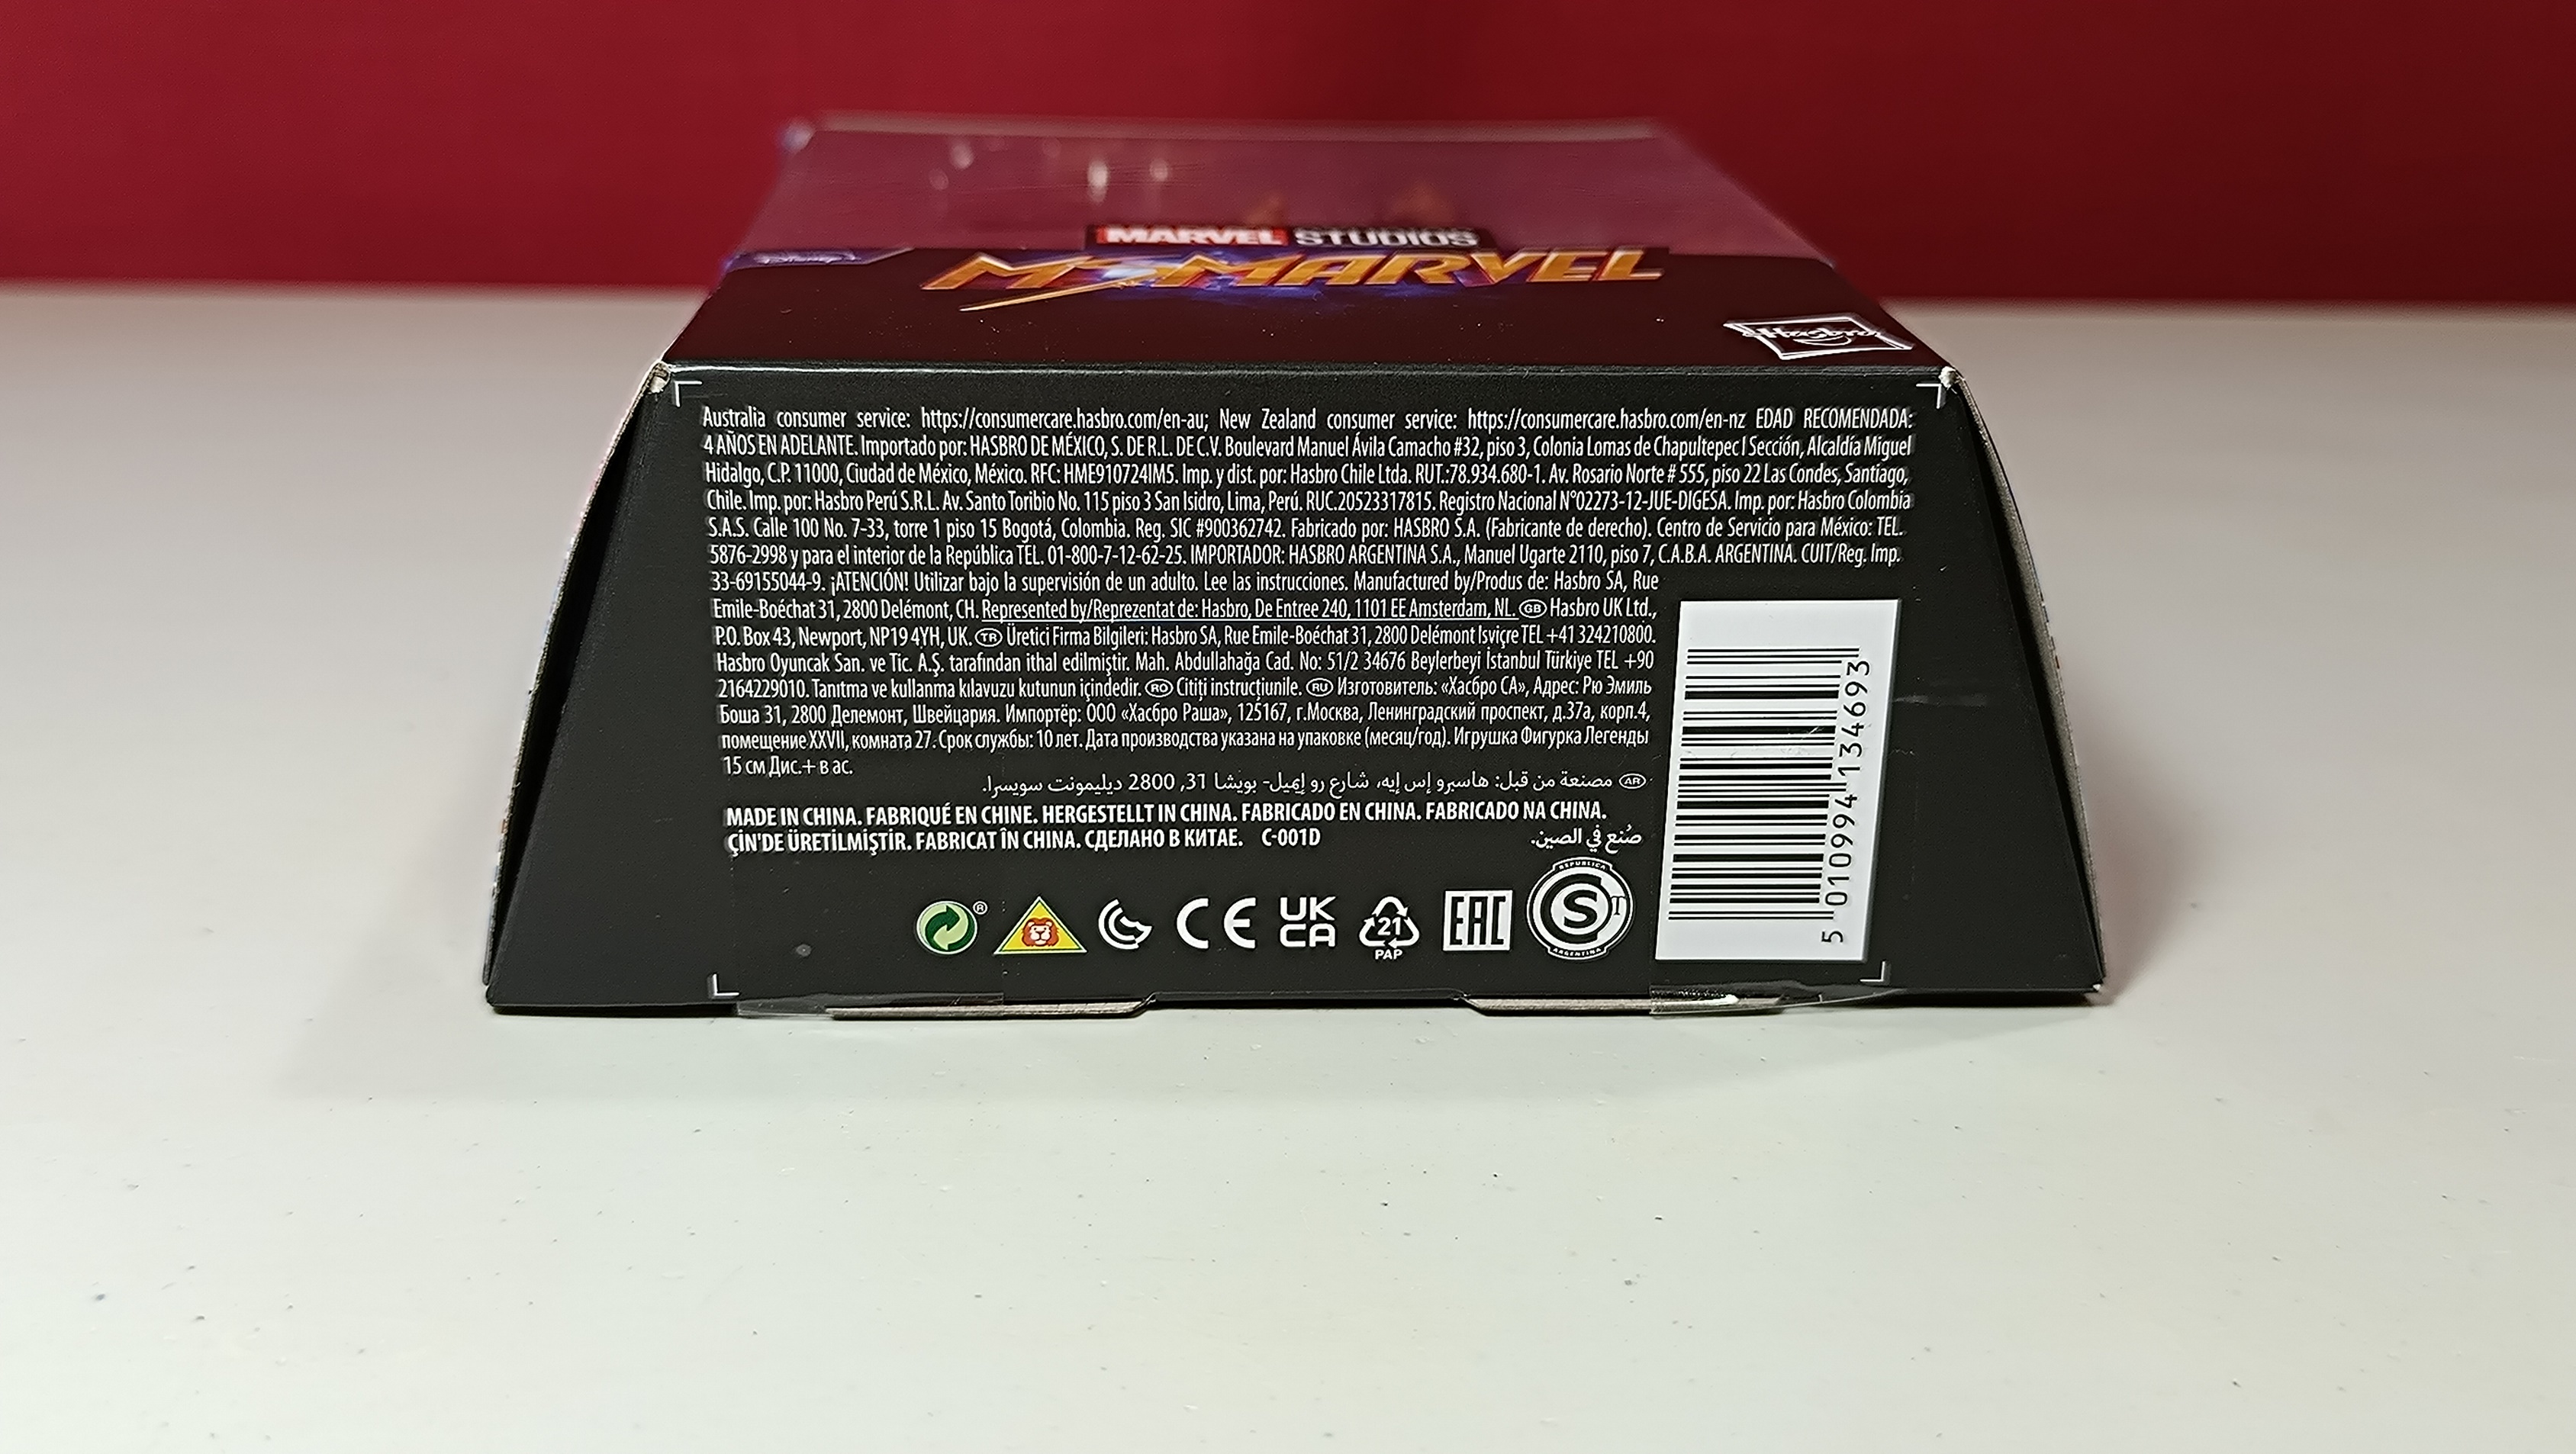 MARVEL STUDIOS
Ms. MARVEL
Hasbro
Australia consumer service: https://consumercare.hasbro.com/en-au; New Zealand consumer service: https://consumercare.hasbro.com/en-nz EDAD RECOMENDADA:
4 AÑOS EN ADELANTE. Importado por: HASBRO DE MÉXICO, S. DE R.L. DE C.V. Boulevard Manuel Ávila Camacho #32, piso 3, Colonia Lomas de Chapultepec I Sección, Alcaldía Miguel
Hidalgo, C.P. 11000, Ciudad de México, México. RFC: HME910724IM5. Imp. y dist. por: Hasbro Chile Ltda. RUT.:78.934.680-1. Av. Rosario Norte # 555, piso 22 Las Condes, Santiago,
Chile. Imp. por: Hasbro Perú S.R.L. Av. Santo Toribio No. 115 piso 3 San Isidro, Lima, Perú. RUC.20523317815. Registro Nacional N°02273-12-JUE-DIGESA. Imp. por: Hasbro Colombia
S.A.S. Calle 100 No. 7-33, torre 1 piso 15 Bogotá, Colombia. Reg. SIC #900362742. Fabricado por: HASBRO S.A. (Fabricante de derecho). Centro de Servicio para México: TEL.
5876-2998 y para el interior de la República TEL. 01-800-7-12-62-25. IMPORTADOR: HASBRO ARGENTINA S.A., Manuel Ugarte 2110, piso 7, C.A.B.A. ARGENTINA. CUIT/Reg. Imp.
33-69155044-9. ¡ATENCIÓN! Utilizar bajo la supervisión de un adulto. Lee las instrucciones. Manufactured by/Produs de: Hasbro SA, Rue
Emile-Boéchat 31, 2800 Delémont, CH. Represented by/Reprezentat de: Hasbro, De Entree 240, 1101 EE Amsterdam, NL. GB Hasbro UK Ltd.,
P.O. Box 43, Newport, NP19 4YH, UK. TR Üretici Firma Bilgileri: Hasbro SA, Rue Emile-Boéchat 31, 2800 Delémont Isviçre TEL +41 324210800.
Hasbro Oyuncak San. ve Tic. A.Ş. tarafından ithal edilmiştir. Mah. Abdullahağa Cad. No: 51/2 34676 Beylerbeyi İstanbul Türkiye TEL +90
2164229010. Tanıtma ve kullanma kılavuzu kutunun içindedir. RO Citiți instrucțiunile. RU Изготовитель: «Хасбро СА», Адрес: Рю Эмиль
Боша 31, 2800 Делемонт, Швейцария. Импортёр: ООО «Хасбро Раша», 125167, г.Москва, Ленинградский проспект, д.37а, корп.4,
помещение XXVII, комната 27. Срок службы: 10 лет. Дата производства указана на упаковке (месяц/год). Игрушка Фигурка Легенды
15 см Дис.+ в ас.
AR مصنعة من قبل: هاسبرو إس إيه، شارع رو إميل- بويشا 31, 2800 ديليمونت سويسرا.
MADE IN CHINA. FABRIQUÉ EN CHINE. HERGESTELLT IN CHINA. FABRICADO EN CHINA. FABRICADO NA CHINA.
ÇİN'DE ÜRETİLMİŞTİR. FABRICAT ÎN CHINA. СДЕЛАНО В КИТАЕ. C-001D صُنع في الصين.
CE UK CA 21 PAP EAC REPUBLICA S T ARGENTINA
5 010994 134693